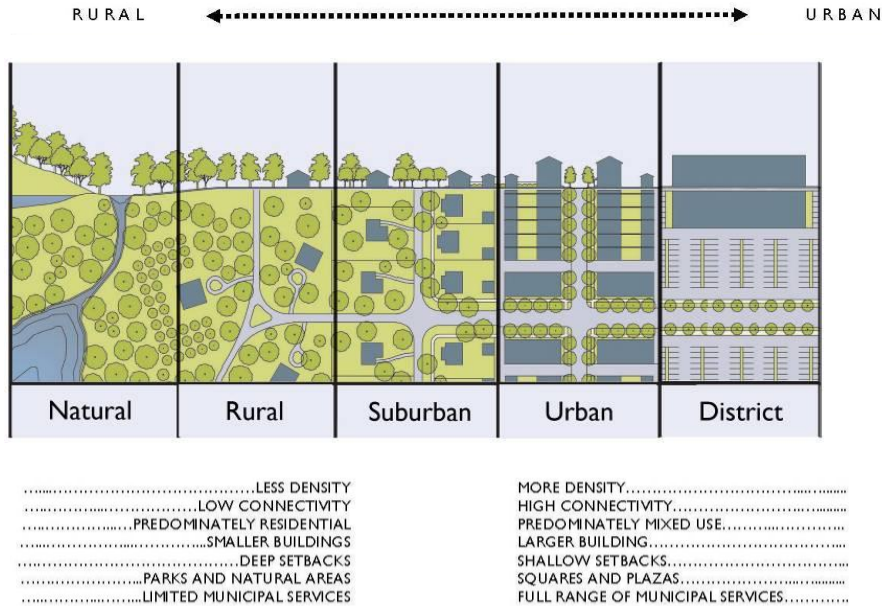 RURAL URBAN
Natural Rural Suburban Urban District
LESS DENSITY
LOW CONNECTIVITY
PREDOMINATELY RESIDENTIAL
SMALLER BUILDINGS
DEEP SETBACKS
PARKS AND NATURAL AREAS
LIMITED MUNICIPAL SERVICES
MORE DENSITY
HIGH CONNECTIVITY
PREDOMINATELY MIXED USE
LARGER BUILDING
SHALLOW SETBACKS
SQUARES AND PLAZAS
FULL RANGE OF MUNICIPAL SERVICES